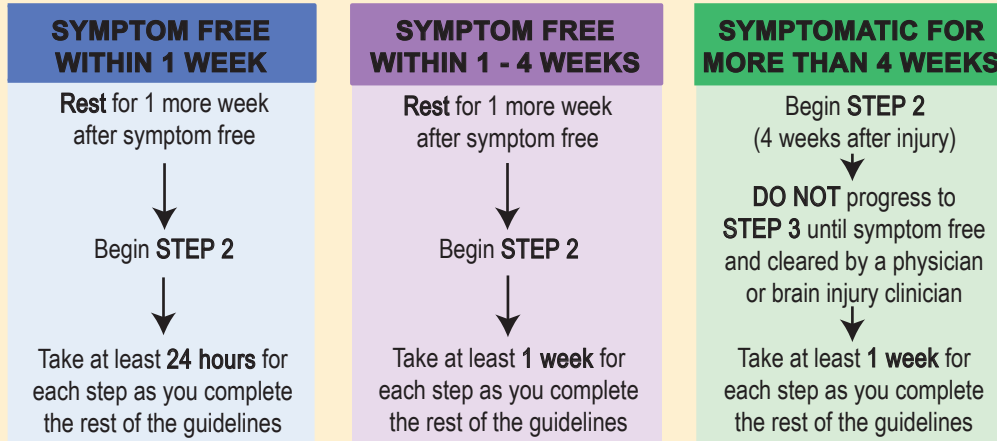 SYMPTOM FREE
WITHIN 1 WEEK
Rest for 1 more week
after symptom free
Begin STEP 2
Take at least 24 hours for
each step as you complete
the rest of the guidelines
SYMPTOM FREE
WITHIN 1 - 4 WEEKS
Rest for 1 more week
after symptom free
Begin STEP 2
Take at least 1 week for
each step as you complete
the rest of the guidelines
SYMPTOMATIC FOR
MORE THAN 4 WEEKS
Begin STEP 2
(4 weeks after injury)
DO NOT progress to
STEP 3 until symptom free
and cleared by a physician
or brain injury clinician
Take at least 1 week for
each step as you complete
the rest of the guidelines